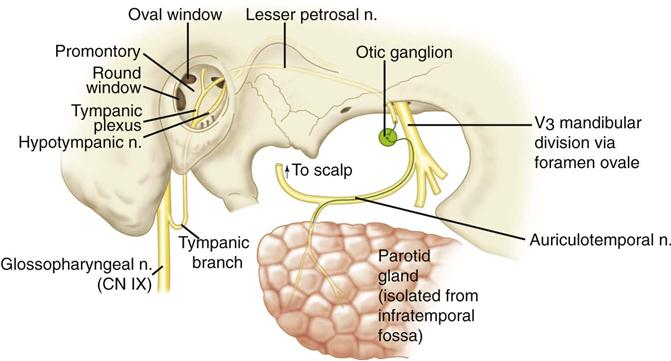 Oval window
Lesser petrosal n.
Promontory
Round
window
Tympanic
plexus
Hypotympanic n.
Otic ganglion
V3 mandibular
division via
foramen ovale
To scalp
Tympanic
branch
Glossopharyngeal n.
(CN IX)
Auriculotemporal n.
Parotid
gland
(isolated from
infratemporal
fossa)